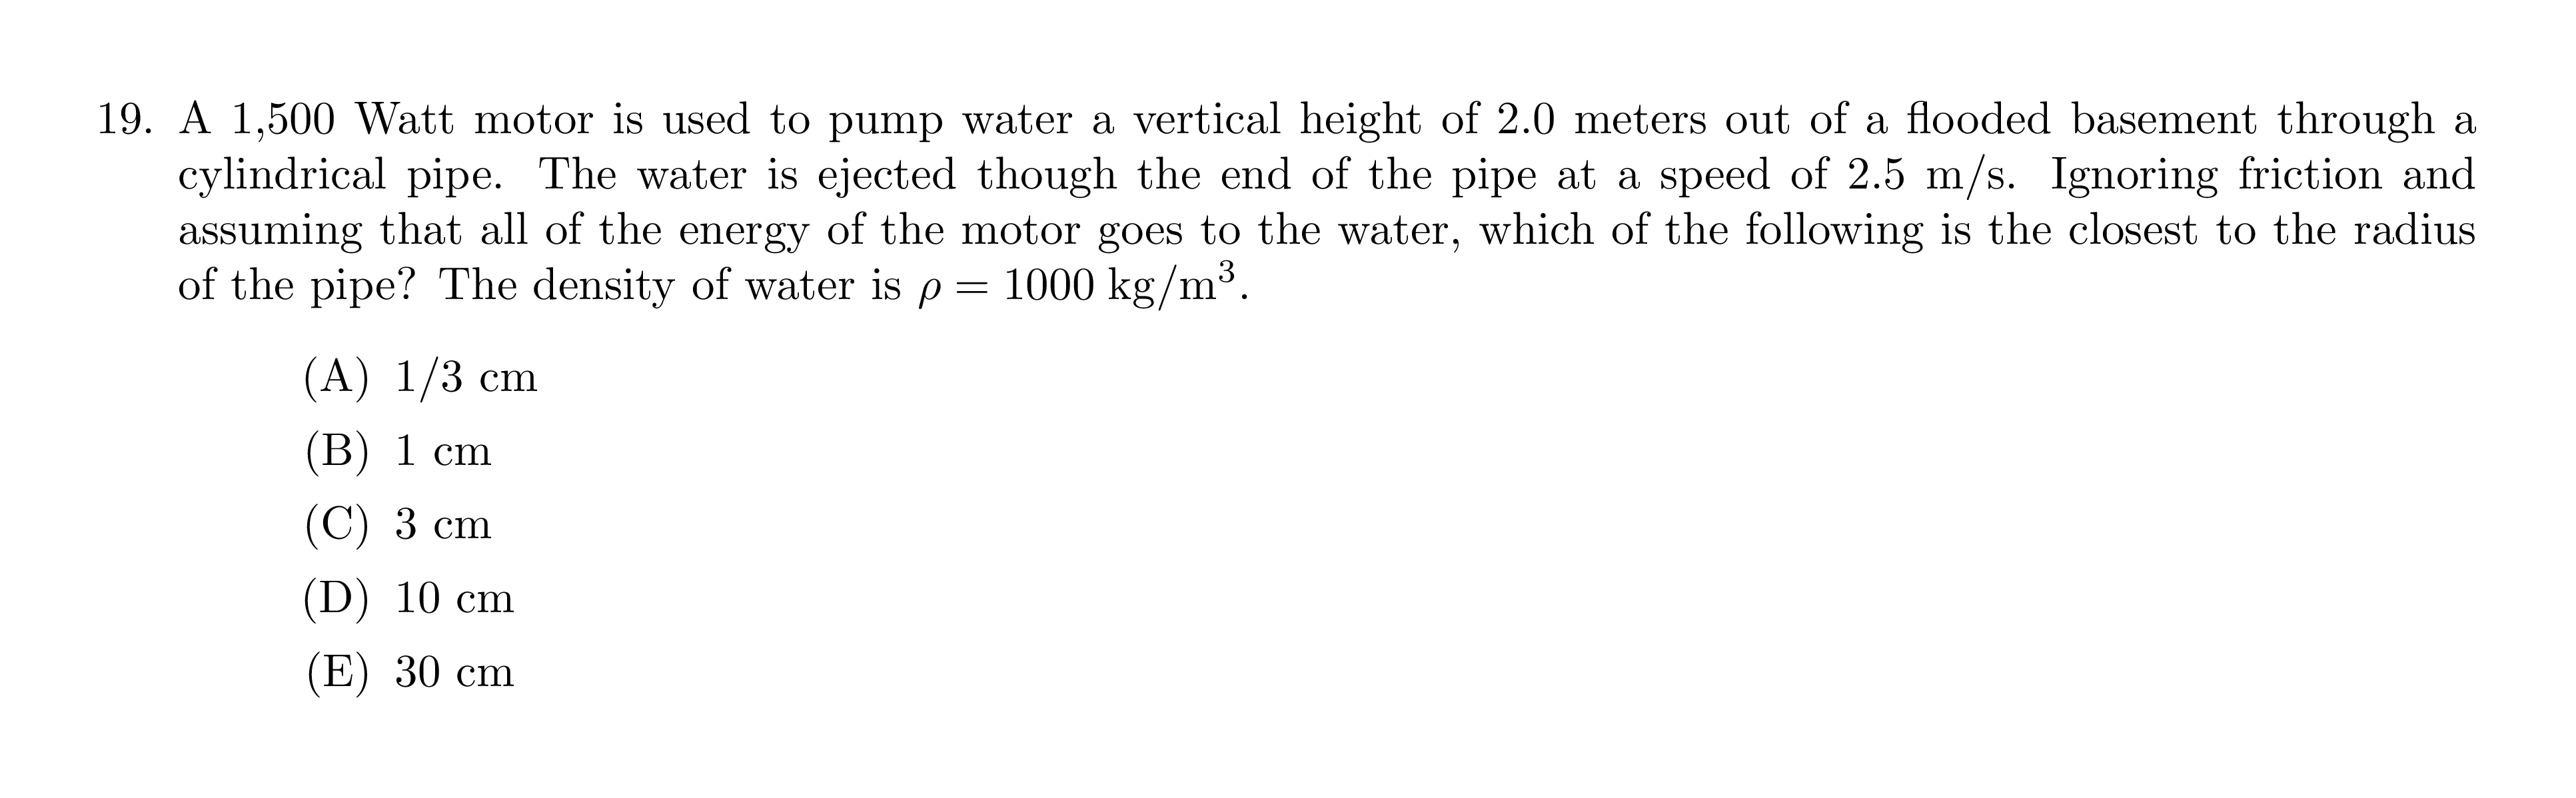 19. A 1,500 Watt motor is used to pump water a vertical height of 2.0 meters out of a flooded basement through a
cylindrical pipe. The water is ejected though the end of the pipe at a speed of 2.5 m/s. Ignoring friction and
assuming that all of the energy of the motor goes to the water, which of the following is the closest to the radius
of the pipe? The density of water is ρ = 1000 kg/m³.
(A) 1/3 cm
(B) 1 cm
(C) 3 cm
(D) 10 cm
(E) 30 cm